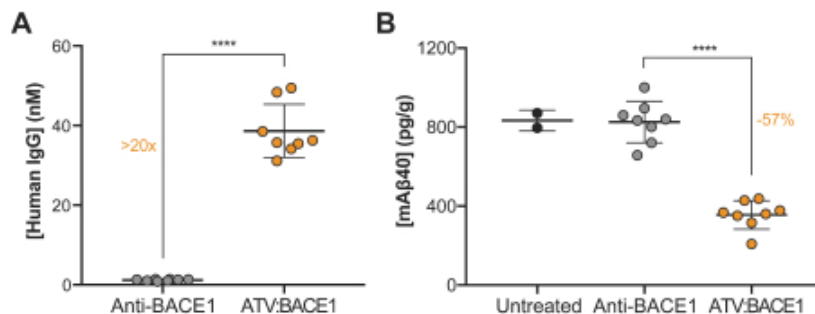 A
[Human IgG] (nM)
60
40
20
0
****
>20x
Anti-BACE1
ATV:BACE1
B
[mAβ40] (pg/g)
1200
800
400
0
****
-57%
Untreated
Anti-BACE1
ATV:BACE1